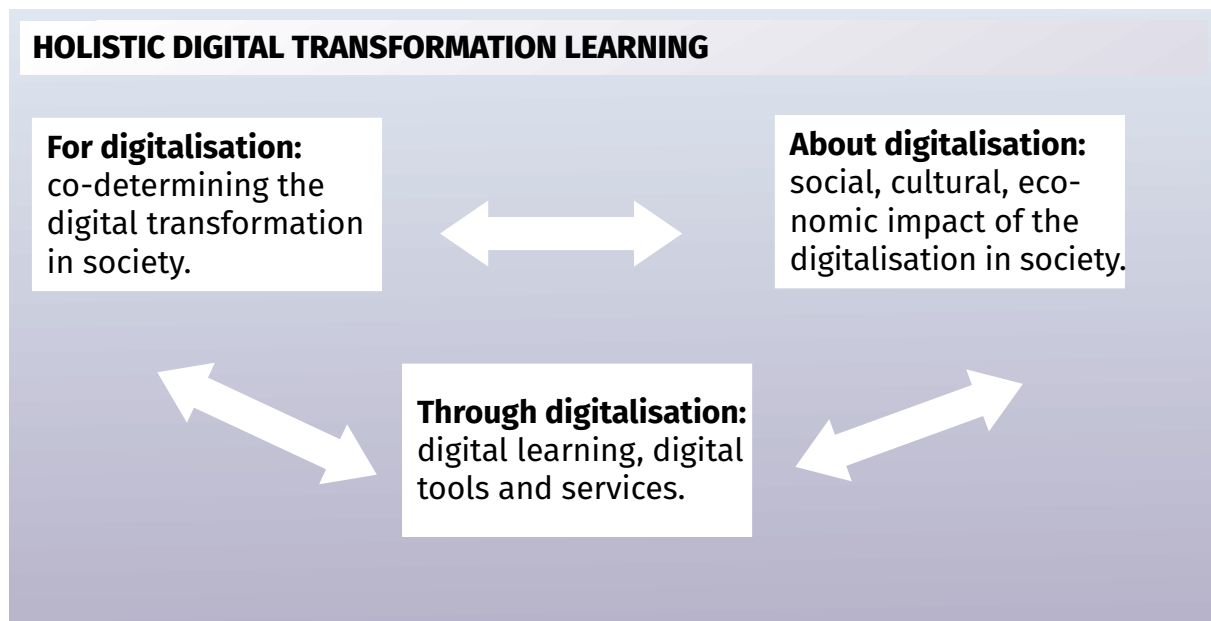 HOLISTIC DIGITAL TRANSFORMATION LEARNING
For digitalisation:
co-determining the
digital transformation
in society.
About digitalisation:
social, cultural, eco-
nomic impact of the
digitalisation in society.
Through digitalisation:
digital learning, digital
tools and services.